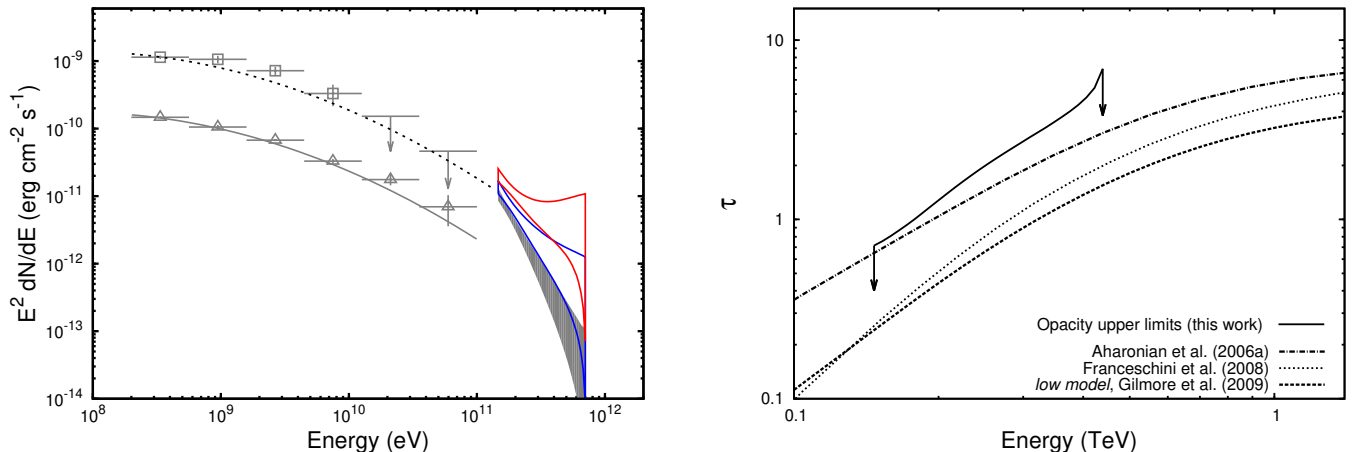 E² dN/dE (erg cm⁻² s⁻¹)
10⁻⁹
10⁻¹⁰
10⁻¹¹
10⁻¹²
10⁻¹³
10⁻¹⁴
10⁸
10⁹
10¹⁰
10¹¹
10¹²
Energy (eV)
τ
10
1
0.1
0.1
1
Energy (TeV)
Opacity upper limits (this work)
Aharonian et al. (2006a)
Franceschini et al. (2008)
low model, Gilmore et al. (2009)